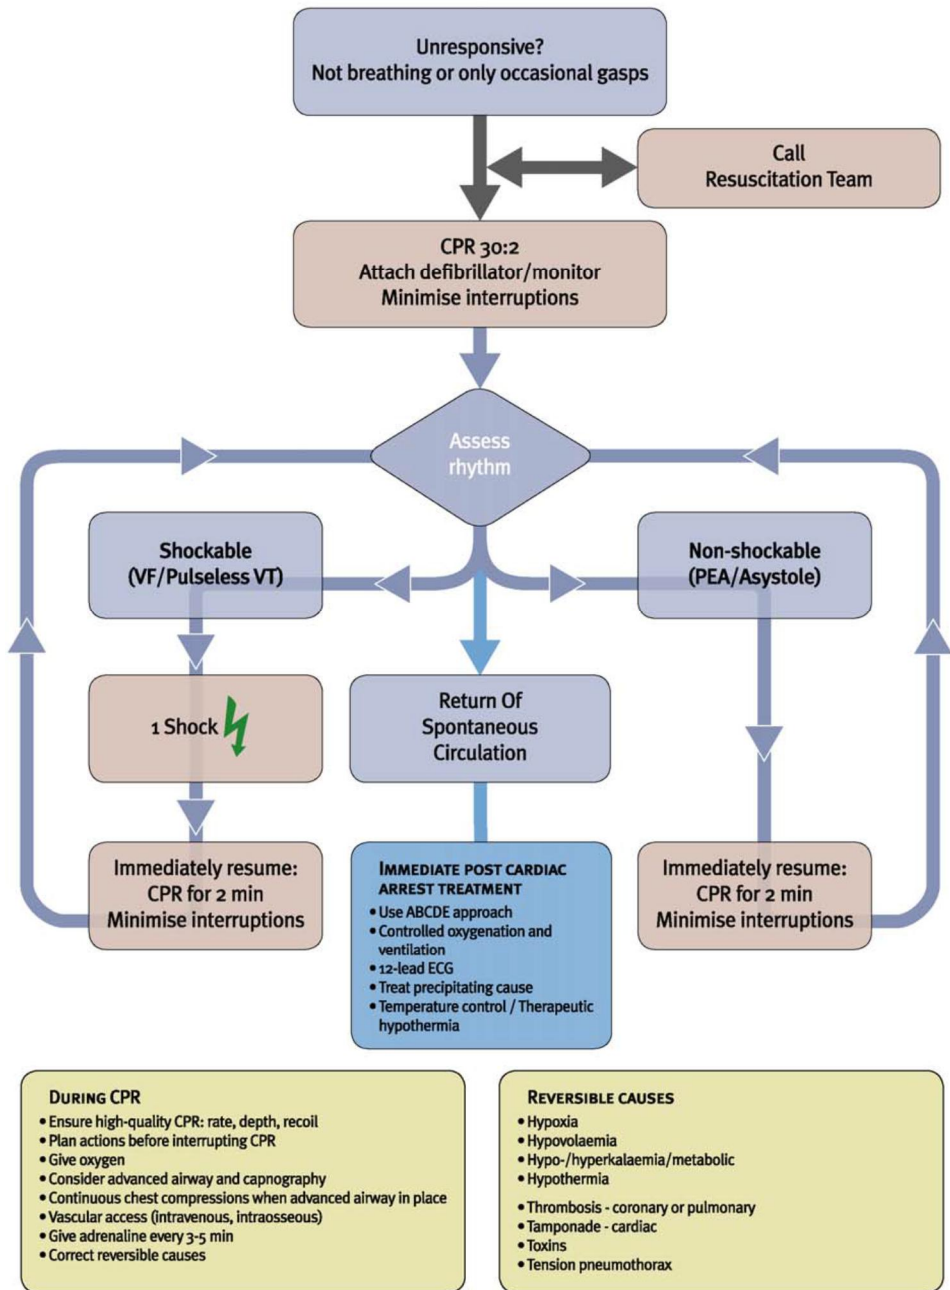 Unresponsive?
Not breathing or only occasional gasps
Call
Resuscitation Team
CPR 30:2
Attach defibrillator/monitor
Minimise interruptions
Assess
rhythm
Shockable
(VF/Pulseless VT)
Non-shockable
(PEA/Asystole)
1 Shock
Return Of
Spontaneous
Circulation
Immediately resume:
CPR for 2 min
Minimise interruptions
IMMEDIATE POST CARDIAC
ARREST TREATMENT
• Use ABCDE approach
• Controlled oxygenation and
ventilation
• 12-lead ECG
• Treat precipitating cause
• Temperature control / Therapeutic
hypothermia
Immediately resume:
CPR for 2 min
Minimise interruptions
DURING CPR
• Ensure high-quality CPR: rate, depth, recoil
• Plan actions before interrupting CPR
• Give oxygen
• Consider advanced airway and capnography
• Continuous chest compressions when advanced airway in place
• Vascular access (intravenous, intraosseous)
• Give adrenaline every 3-5 min
• Correct reversible causes
REVERSIBLE CAUSES
• Hypoxia
• Hypovolaemia
• Hypo-/hyperkalaemia/metabolic
• Hypothermia
• Thrombosis - coronary or pulmonary
• Tamponade - cardiac
• Toxins
• Tension pneumothorax